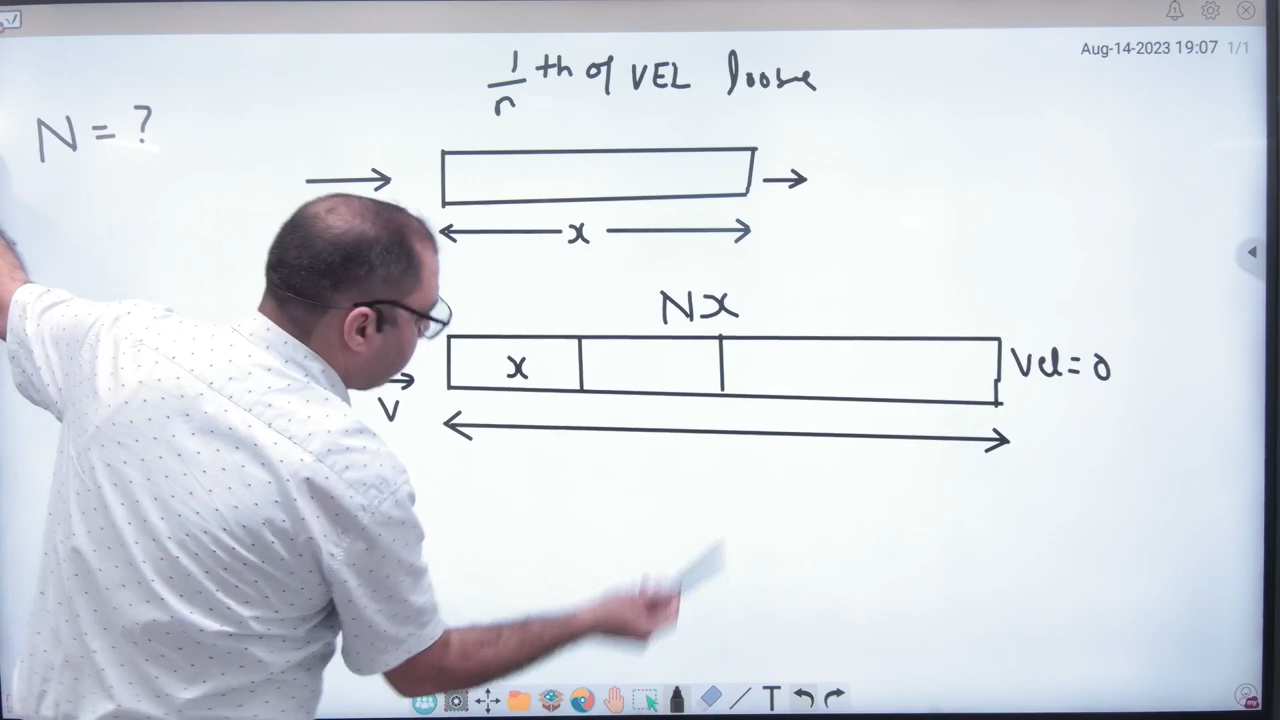 Aug-14-2023 19:07 1/1
1/n th of VEL loose
N = ?
x
Nx
x
Vel = 0
V
T